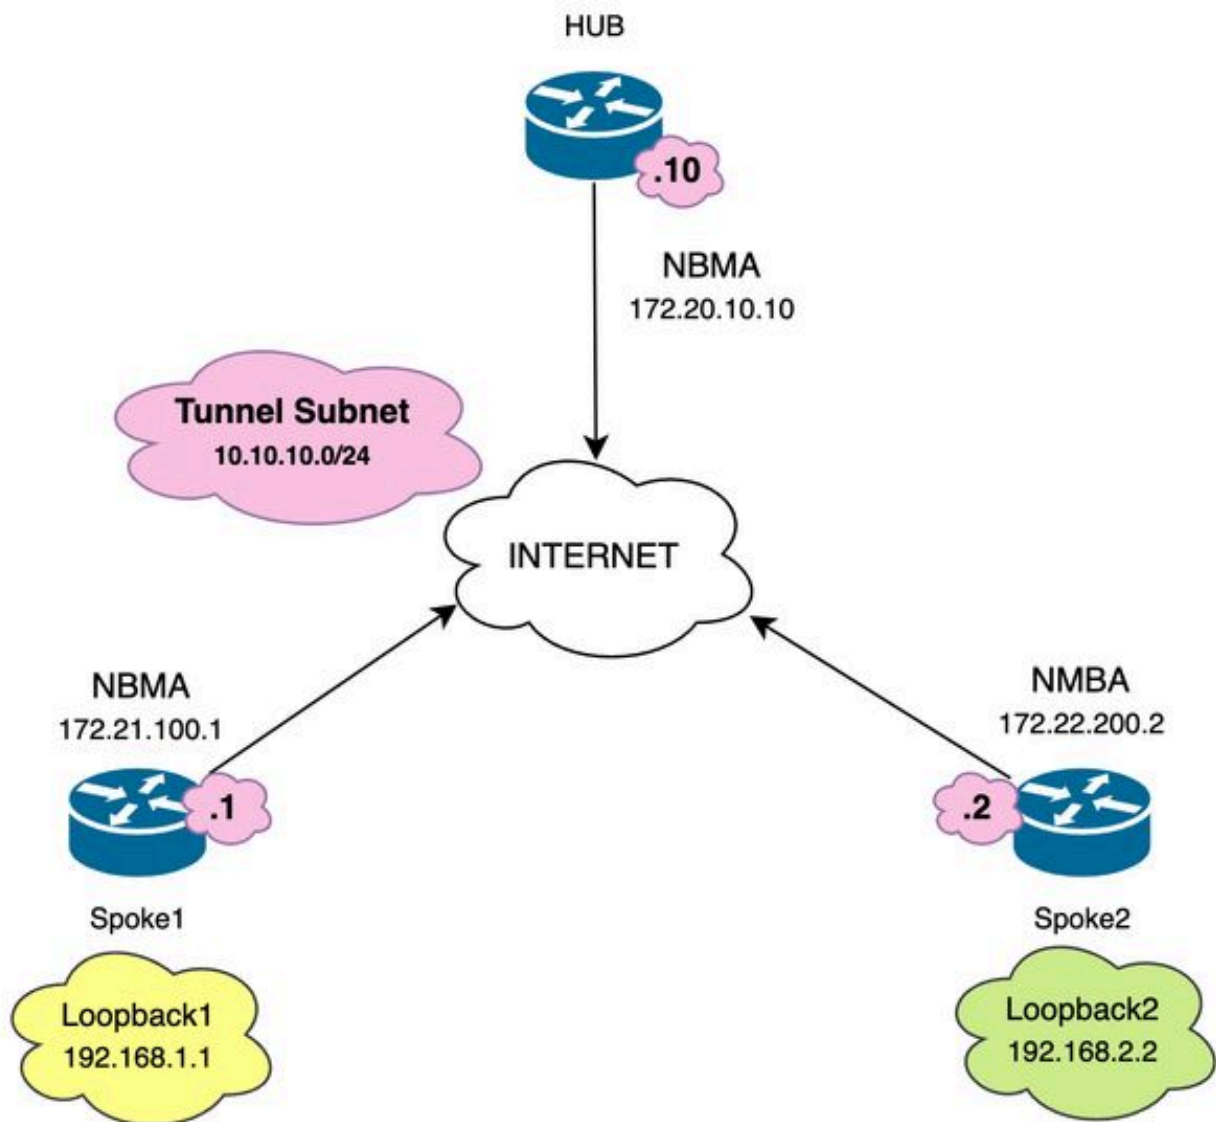 HUB
.10
NBMA
172.20.10.10
Tunnel Subnet
10.10.10.0/24
INTERNET
NBMA
172.21.100.1
.1
Spoke1
Loopback1
192.168.1.1
NMBA
172.22.200.2
.2
Spoke2
Loopback2
192.168.2.2